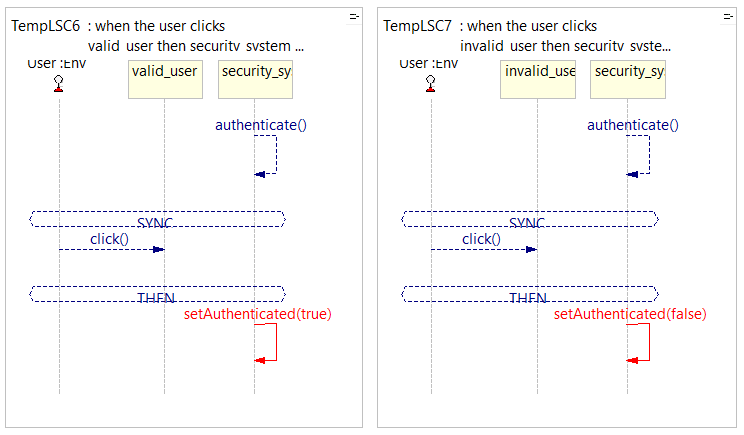 TempLSC6 : when the user clicks
valid user then security system ...
User :Env
valid_user
security_sy
authenticate()
SYNC
click()
THEN
setAuthenticated(true)
TempLSC7 : when the user clicks
invalid user then security syste...
User :Env
invalid_use
security_sy
authenticate()
SYNC
click()
THEN
setAuthenticated(false)